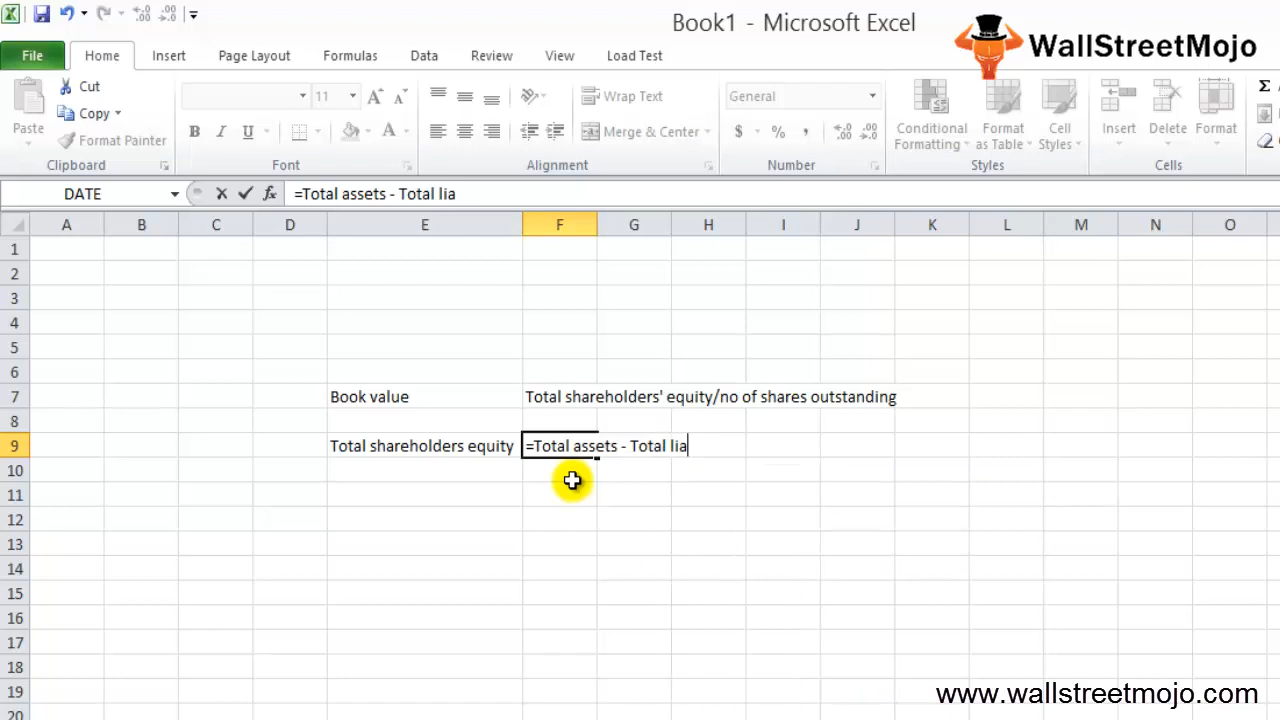 Book1 - Microsoft Excel
WallStreetMojo
File Home Insert Page Layout Formulas Data Review View Load Test
Cut
Copy
Format Painter
Paste
Clipboard
11
B I U A
Font
Wrap Text
Merge & Center
Alignment
General
$ % ,
Number
Conditional Formatting
Format as Table
Cell Styles
Styles
Insert Delete Format
Cells
Σ
DATE
fx =Total assets - Total lia
A B C D E F G H I J K L M N O
1
2
3
4
5
6
7 Book value Total shareholders' equity/no of shares outstanding
8
9 Total shareholders equity =Total assets - Total lia
10
11
12
13
14
15
16
17
18
19
20
www.wallstreetmojo.com